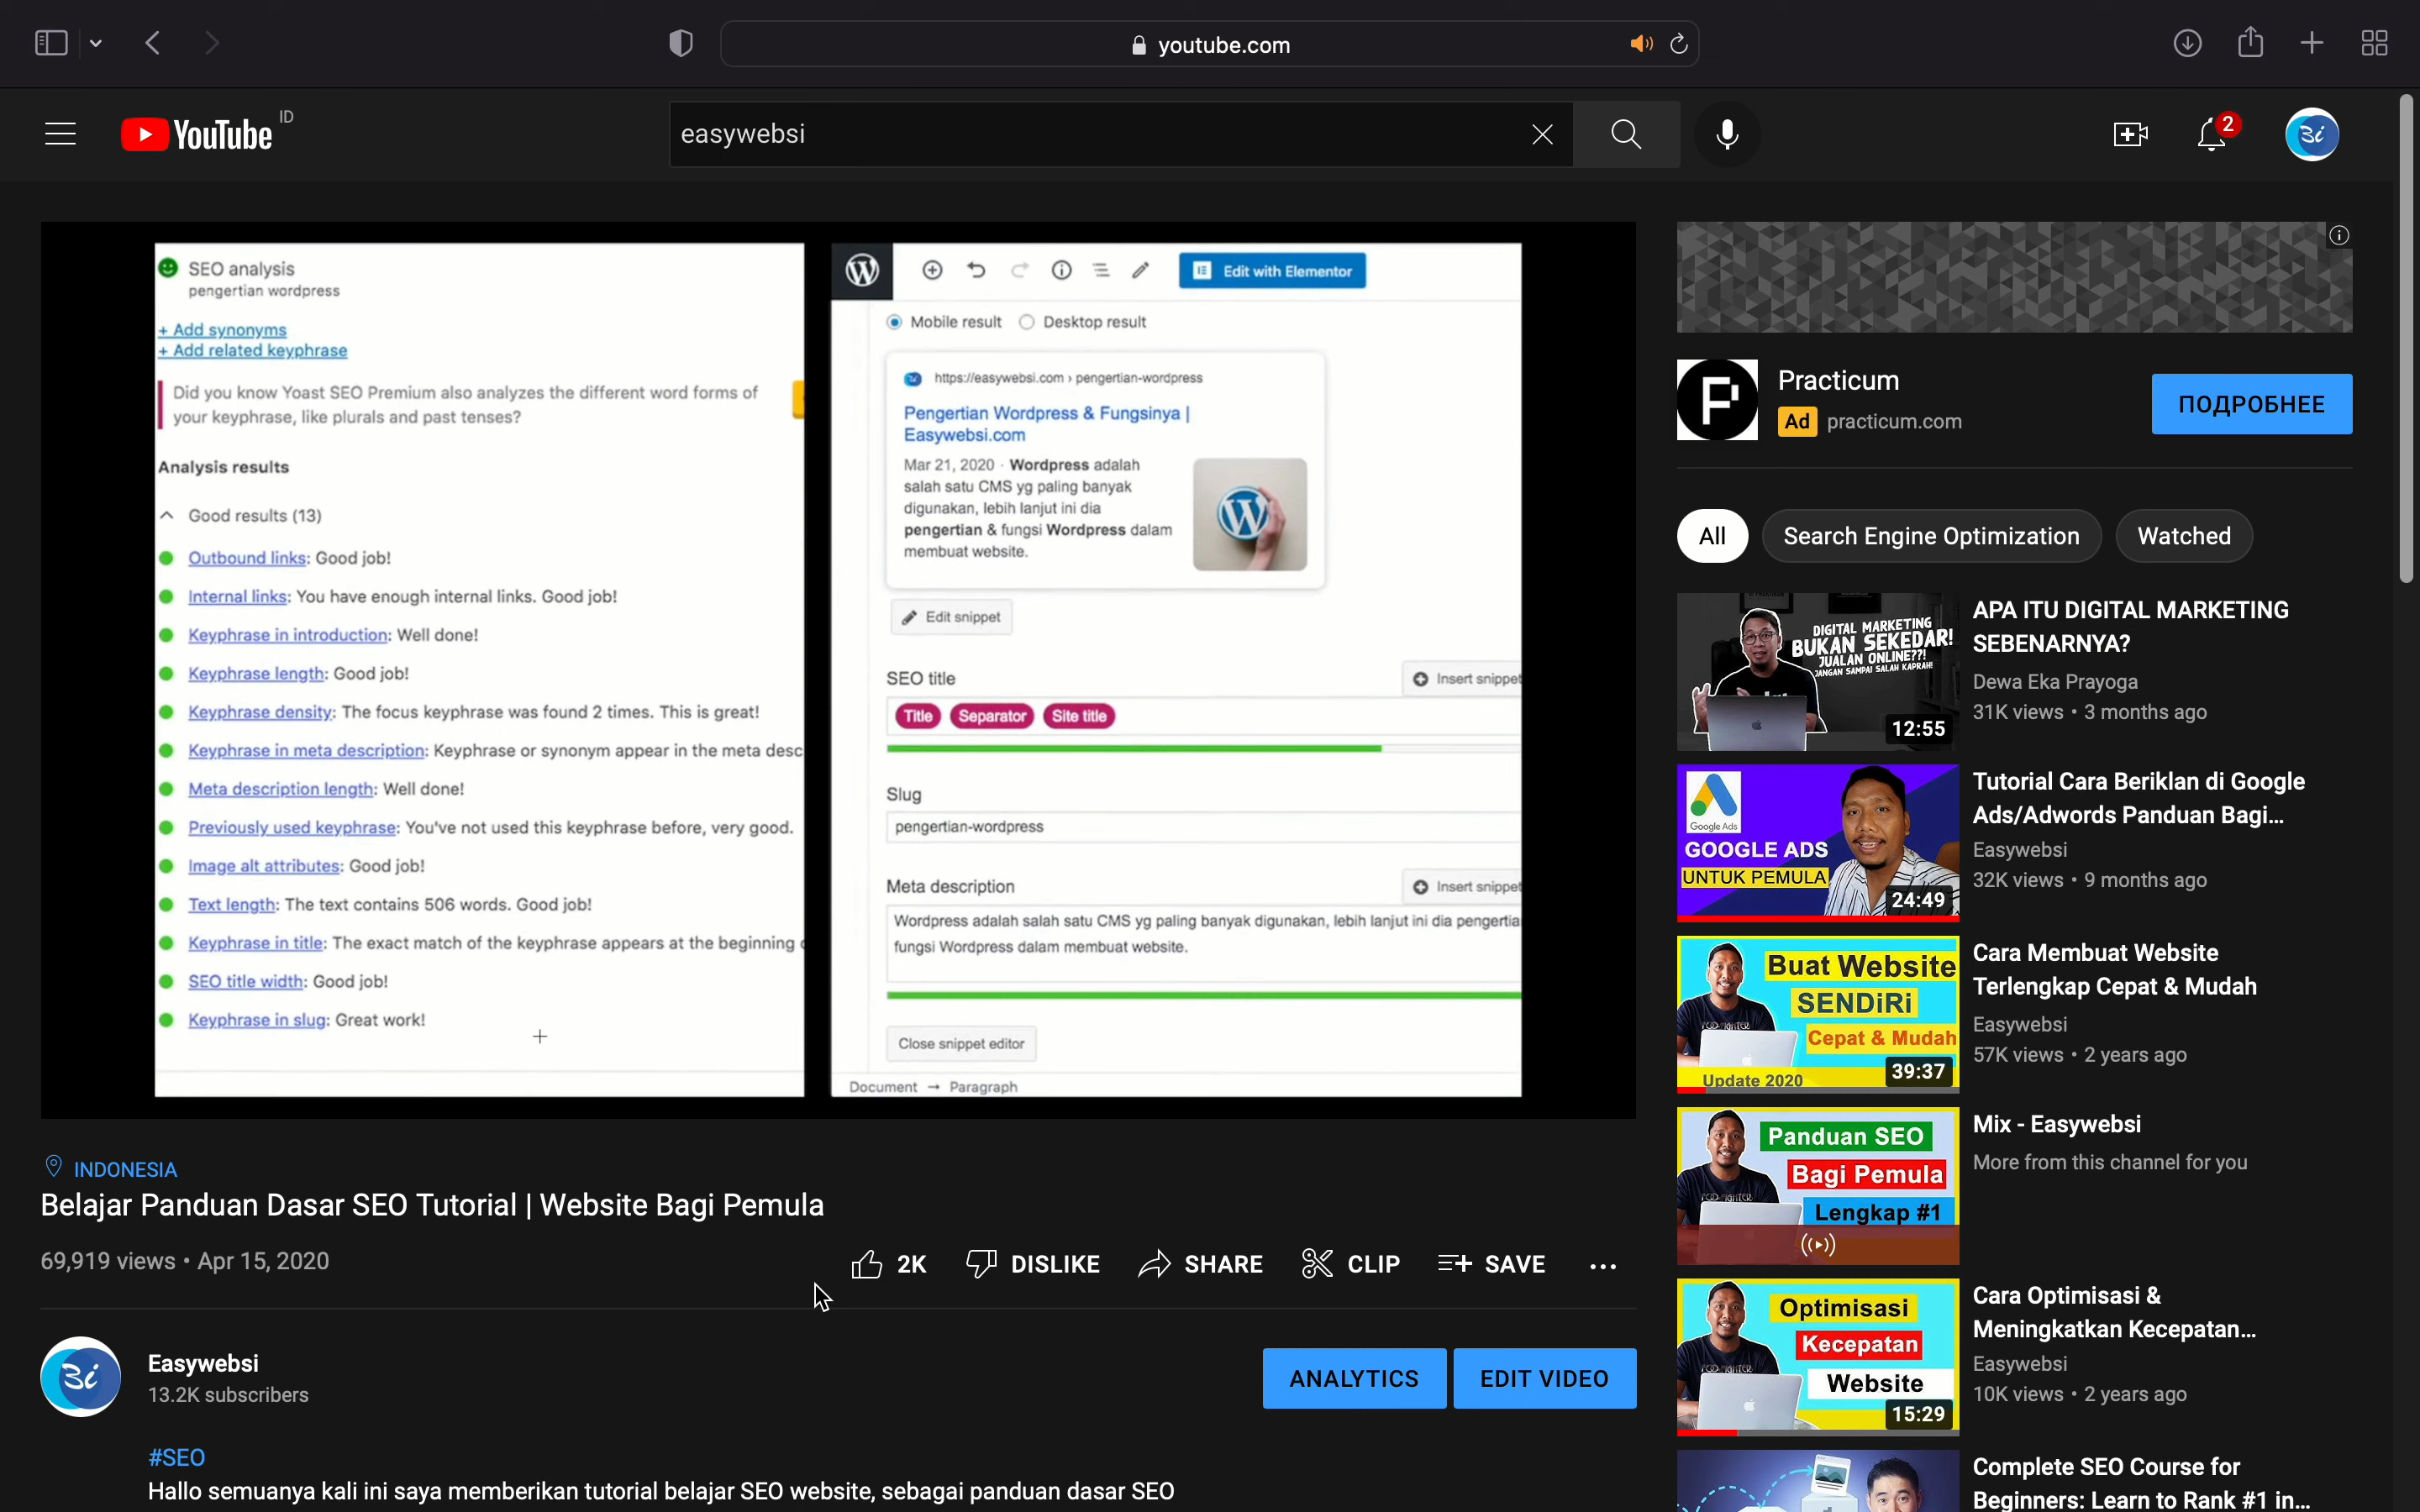 youtube.com
YouTube ID
easywebsi
2
3i
SEO analysis
pengertian wordpress
+ Add synonyms
+ Add related keyphrase
Did you know Yoast SEO Premium also analyzes the different word forms of
your keyphrase, like plurals and past tenses?
Analysis results
Good results (13)
Outbound links: Good job!
Internal links: You have enough internal links. Good job!
Keyphrase in introduction: Well done!
Keyphrase length: Good job!
Keyphrase density: The focus keyphrase was found 2 times. This is great!
Keyphrase in meta description: Keyphrase or synonym appear in the meta desc
Meta description length: Well done!
Previously used keyphrase: You've not used this keyphrase before, very good.
Image alt attributes: Good job!
Text length: The text contains 506 words. Good job!
Keyphrase in title: The exact match of the keyphrase appears at the beginning
SEO title width: Good job!
Keyphrase in slug: Great work!
Edit with Elementor
Mobile result Desktop result
https://easywebsi.com › pengertian-wordpress
Pengertian Wordpress & Fungsinya |
Easywebsi.com
Mar 21, 2020 · Wordpress adalah
salah satu CMS yg paling banyak
digunakan, lebih lanjut ini dia
pengertian & fungsi Wordpress dalam
membuat website.
Edit snippet
SEO title
Insert snippet
Title Separator Site title
Slug
pengertian-wordpress
Meta description
Insert snippet
Wordpress adalah salah satu CMS yg paling banyak digunakan, lebih lanjut ini dia pengertia
fungsi Wordpress dalam membuat website.
Close snippet editor
Document → Paragraph
INDONESIA
Belajar Panduan Dasar SEO Tutorial | Website Bagi Pemula
69,919 views • Apr 15, 2020
2K DISLIKE SHARE CLIP SAVE ...
3i
Easywebsi
13.2K subscribers
ANALYTICS EDIT VIDEO
#SEO
Hallo semuanya kali ini saya memberikan tutorial belajar SEO website, sebagai panduan dasar SEO
Practicum
Ad practicum.com
ПОДРОБНЕЕ
All Search Engine Optimization Watched
DIGITAL MARKETING
BUKAN SEKEDAR!
JUALAN ONLINE??!
JANGAN SAMPAI SALAH KAPRAH!
12:55
APA ITU DIGITAL MARKETING
SEBENARNYA?
Dewa Eka Prayoga
31K views • 3 months ago
Google Ads
GOOGLE ADS
UNTUK PEMULA
24:49
Tutorial Cara Beriklan di Google
Ads/Adwords Panduan Bagi...
Easywebsi
32K views • 9 months ago
Buat Website
SENDiRi
Cepat & Mudah
Update 2020
39:37
Cara Membuat Website
Terlengkap Cepat & Mudah
Easywebsi
57K views • 2 years ago
Panduan SEO
Bagi Pemula
Lengkap #1
Mix - Easywebsi
More from this channel for you
Optimisasi
Kecepatan
Website
15:29
Cara Optimisasi &
Meningkatkan Kecepatan...
Easywebsi
10K views • 2 years ago
Complete SEO Course for
Beginners: Learn to Rank #1 in...